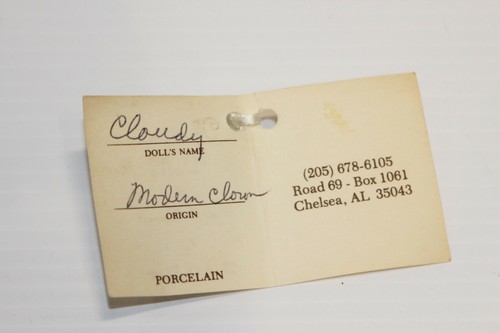 Cloudy
DOLL'S NAME
Modern Clown
ORIGIN
PORCELAIN
(205) 678-6105
Road 69 - Box 1061
Chelsea, AL 35043